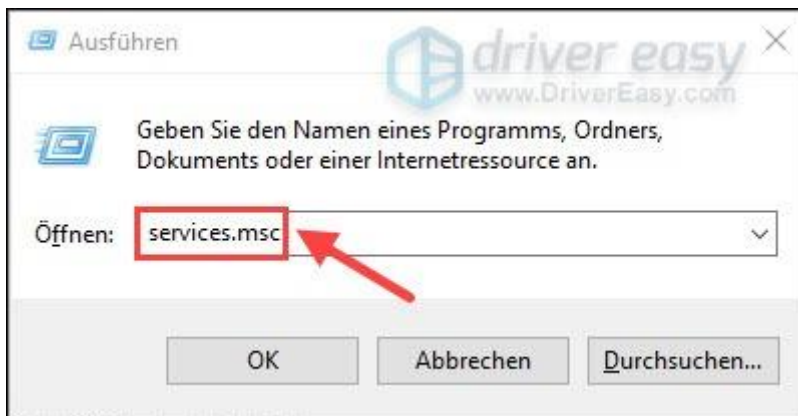 Ausführen
driver easy
www.DriverEasy.com
Geben Sie den Namen eines Programms, Ordners,
Dokuments oder einer Internetressource an.
Öffnen: services.msc
OK Abbrechen Durchsuchen...